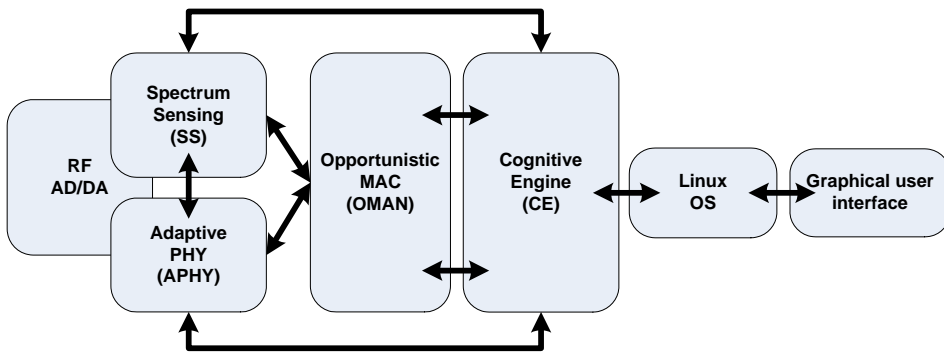 RF
AD/DA
Spectrum
Sensing
(SS)
Adaptive
PHY
(APHY)
Opportunistic
MAC
(OMAN)
Cognitive
Engine
(CE)
Linux
OS
Graphical user
interface